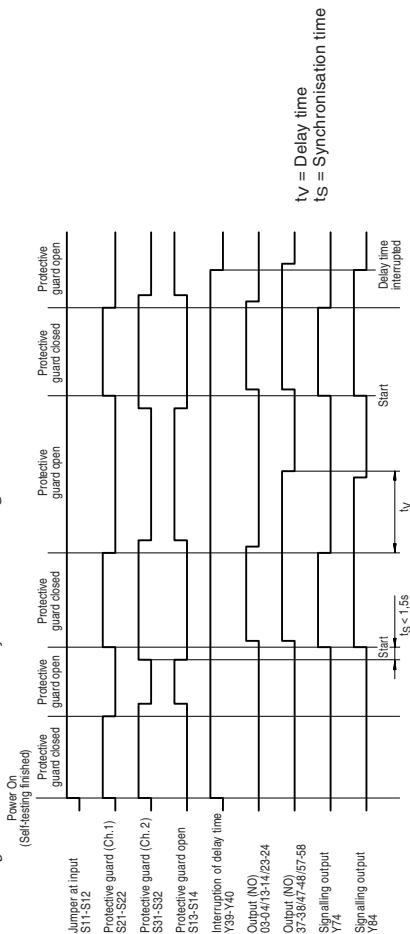 Power On
(Self-testing finished)
Protective
guard closed
Protective
guard open
Protective
guard closed
Protective
guard open
Protective
guard closed
Protective
guard open
Jumper at input
S11-S12
Protective guard (Ch.1)
S21-S22
Protective guard (Ch. 2)
S31-S32
Protective guard open
S13-S14
Interruption of delay time
Y39-Y40
Output (NO)
03-04/13-14/23-24
Output (NO)
37-38/47-48/57-58
Signalling output
Y74
Signalling output
Y84
Start
ts < 1,5s
tv
Start
Delay time
interrupted
tv = Delay time
ts = Synchronisation time